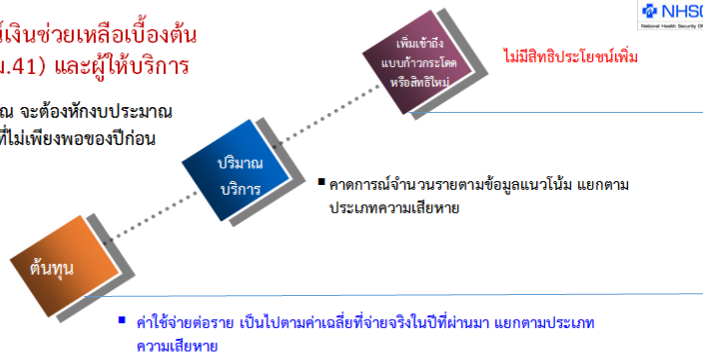 NHSO
National Health Security Off
์เงินช่วยเหลือเบื้องต้น
ม.41) และผู้ให้บริการ
ณ จะต้องหักงบประมาณ
ที่ไม่เพียงพอของปีก่อน
เพิ่มเข้าถึง
แบบก้าวกระโดด
หรือสิทธิใหม่
ไม่มีสิทธิประโยชน์เพิ่ม
ปริมาณ
บริการ
▪ คาดการณ์จำนวนรายตามข้อมูลแนวโน้ม แยกตาม
ประเภทความเสียหาย
ต้นทุน
▪ ค่าใช้จ่ายต่อราย เป็นไปตามค่าเฉลี่ยที่จ่ายจริงในปีที่ผ่านมา แยกตามประเภท
ความเสียหาย